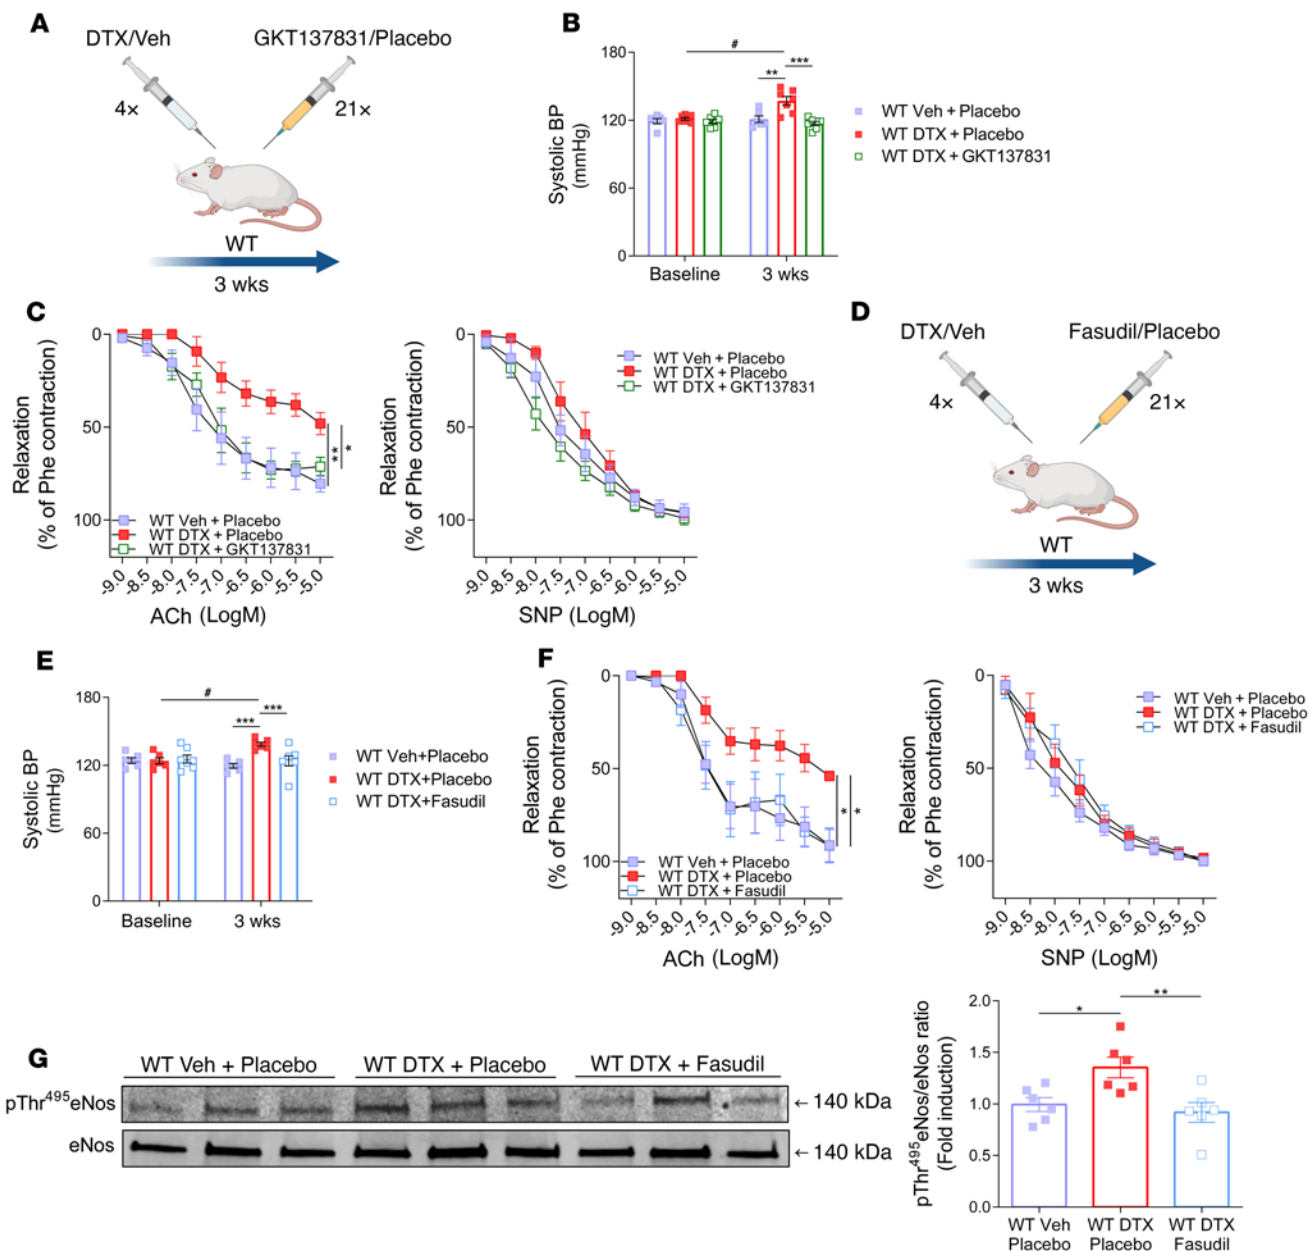 A
DTX/Veh
GKT137831/Placebo
4×
21×
WT
3 wks
B
Systolic BP
(mmHg)
180
120
60
0
#
**
***
Baseline
3 wks
WT Veh + Placebo
WT DTX + Placebo
WT DTX + GKT137831
C
Relaxation
(% of Phe contraction)
0
50
100
**
*
WT Veh + Placebo
WT DTX + Placebo
WT DTX + GKT137831
-9.0
-8.5
-8.0
-7.5
-7.0
-6.5
-6.0
-5.5
-5.0
ACh (LogM)
Relaxation
(% of Phe contraction)
0
50
100
WT Veh + Placebo
WT DTX + Placebo
WT DTX + GKT137831
-9.0
-8.5
-8.0
-7.5
-7.0
-6.5
-6.0
-5.5
-5.0
SNP (LogM)
D
DTX/Veh
Fasudil/Placebo
4×
21×
WT
3 wks
E
Systolic BP
(mmHg)
180
120
60
0
#
***
***
Baseline
3 wks
WT Veh+Placebo
WT DTX+Placebo
WT DTX+Fasudil
F
Relaxation
(% of Phe contraction)
0
50
100
*
*
WT Veh + Placebo
WT DTX + Placebo
WT DTX + Fasudil
-9.0
-8.5
-8.0
-7.5
-7.0
-6.5
-6.0
-5.5
-5.0
ACh (LogM)
Relaxation
(% of Phe contraction)
0
50
100
WT Veh + Placebo
WT DTX + Placebo
WT DTX + Fasudil
-9.0
-8.5
-8.0
-7.5
-7.0
-6.5
-6.0
-5.5
-5.0
SNP (LogM)
G
WT Veh + Placebo
WT DTX + Placebo
WT DTX + Fasudil
pThr⁴⁹⁵eNos
←140 kDa
eNos
←140 kDa
pThr⁴⁹⁵eNos/eNos ratio
(Fold induction)
2.0
1.5
1.0
0.5
0.0
*
**
WT Veh
Placebo
WT DTX
Placebo
WT DTX
Fasudil